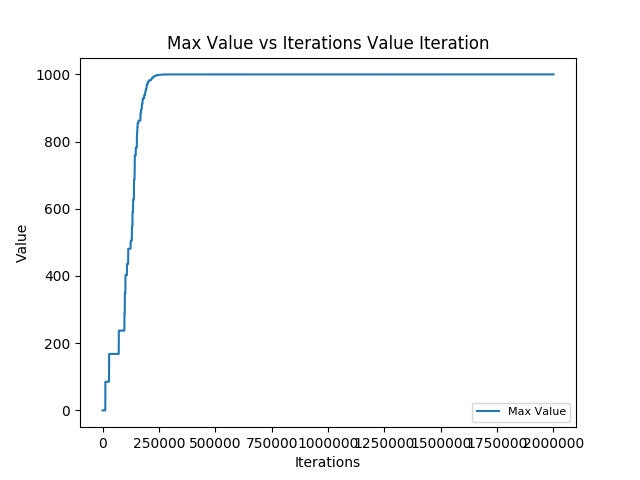 Max Value vs Iterations Value Iteration
1000
800
600
400
200
0
Value
0 250000 500000 750000 1000000 1250000 1500000 1750000 2000000
Iterations
Max Value